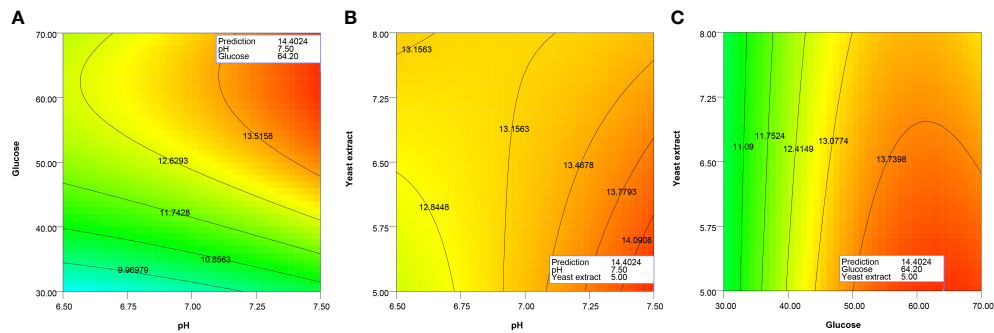 A
B
C
70.00
60.00
50.00
40.00
30.00
Glucose
Prediction 14.4024
pH 7.50
Glucose 64.20
13.5158
12.6293
11.7428
10.8563
9.96979
6.50 6.75 7.00 7.25 7.50
pH
8.00
7.25
6.50
5.75
5.00
Yeast extract
13.1563
13.1563
13.4678
13.7793
12.8448
14.0908
Prediction 14.4024
pH 7.50
Yeast extract 5.00
6.50 6.75 7.00 7.25 7.50
pH
8.00
7.25
6.50
5.75
5.00
Yeast extract
11.09
11.7524
12.4149
13.0774
13.7398
Prediction 14.4024
Glucose 64.20
Yeast extract 5.00
30.00 40.00 50.00 60.00 70.00
Glucose